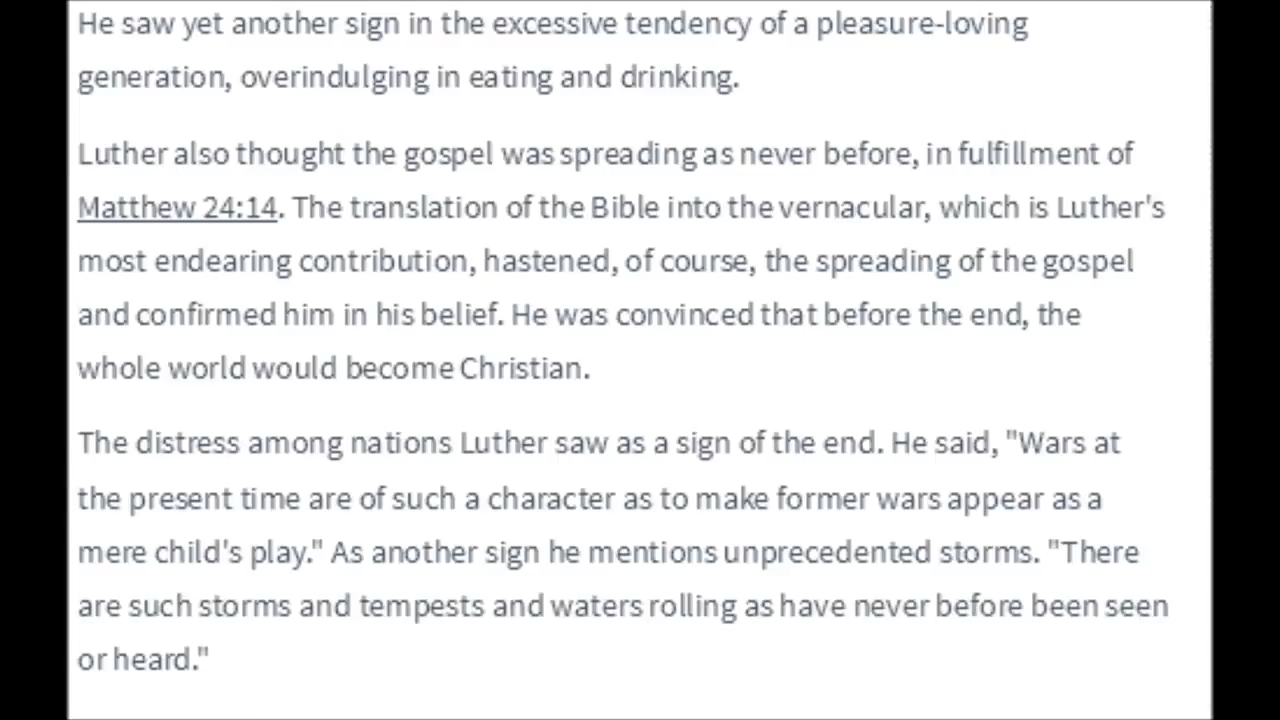 He saw yet another sign in the excessive tendency of a pleasure-loving
generation, overindulging in eating and drinking.
Luther also thought the gospel was spreading as never before, in fulfillment of
Matthew 24:14. The translation of the Bible into the vernacular, which is Luther's
most endearing contribution, hastened, of course, the spreading of the gospel
and confirmed him in his belief. He was convinced that before the end, the
whole world would become Christian.
The distress among nations Luther saw as a sign of the end. He said, "Wars at
the present time are of such a character as to make former wars appear as a
mere child's play." As another sign he mentions unprecedented storms. "There
are such storms and tempests and waters rolling as have never before been seen
or heard."